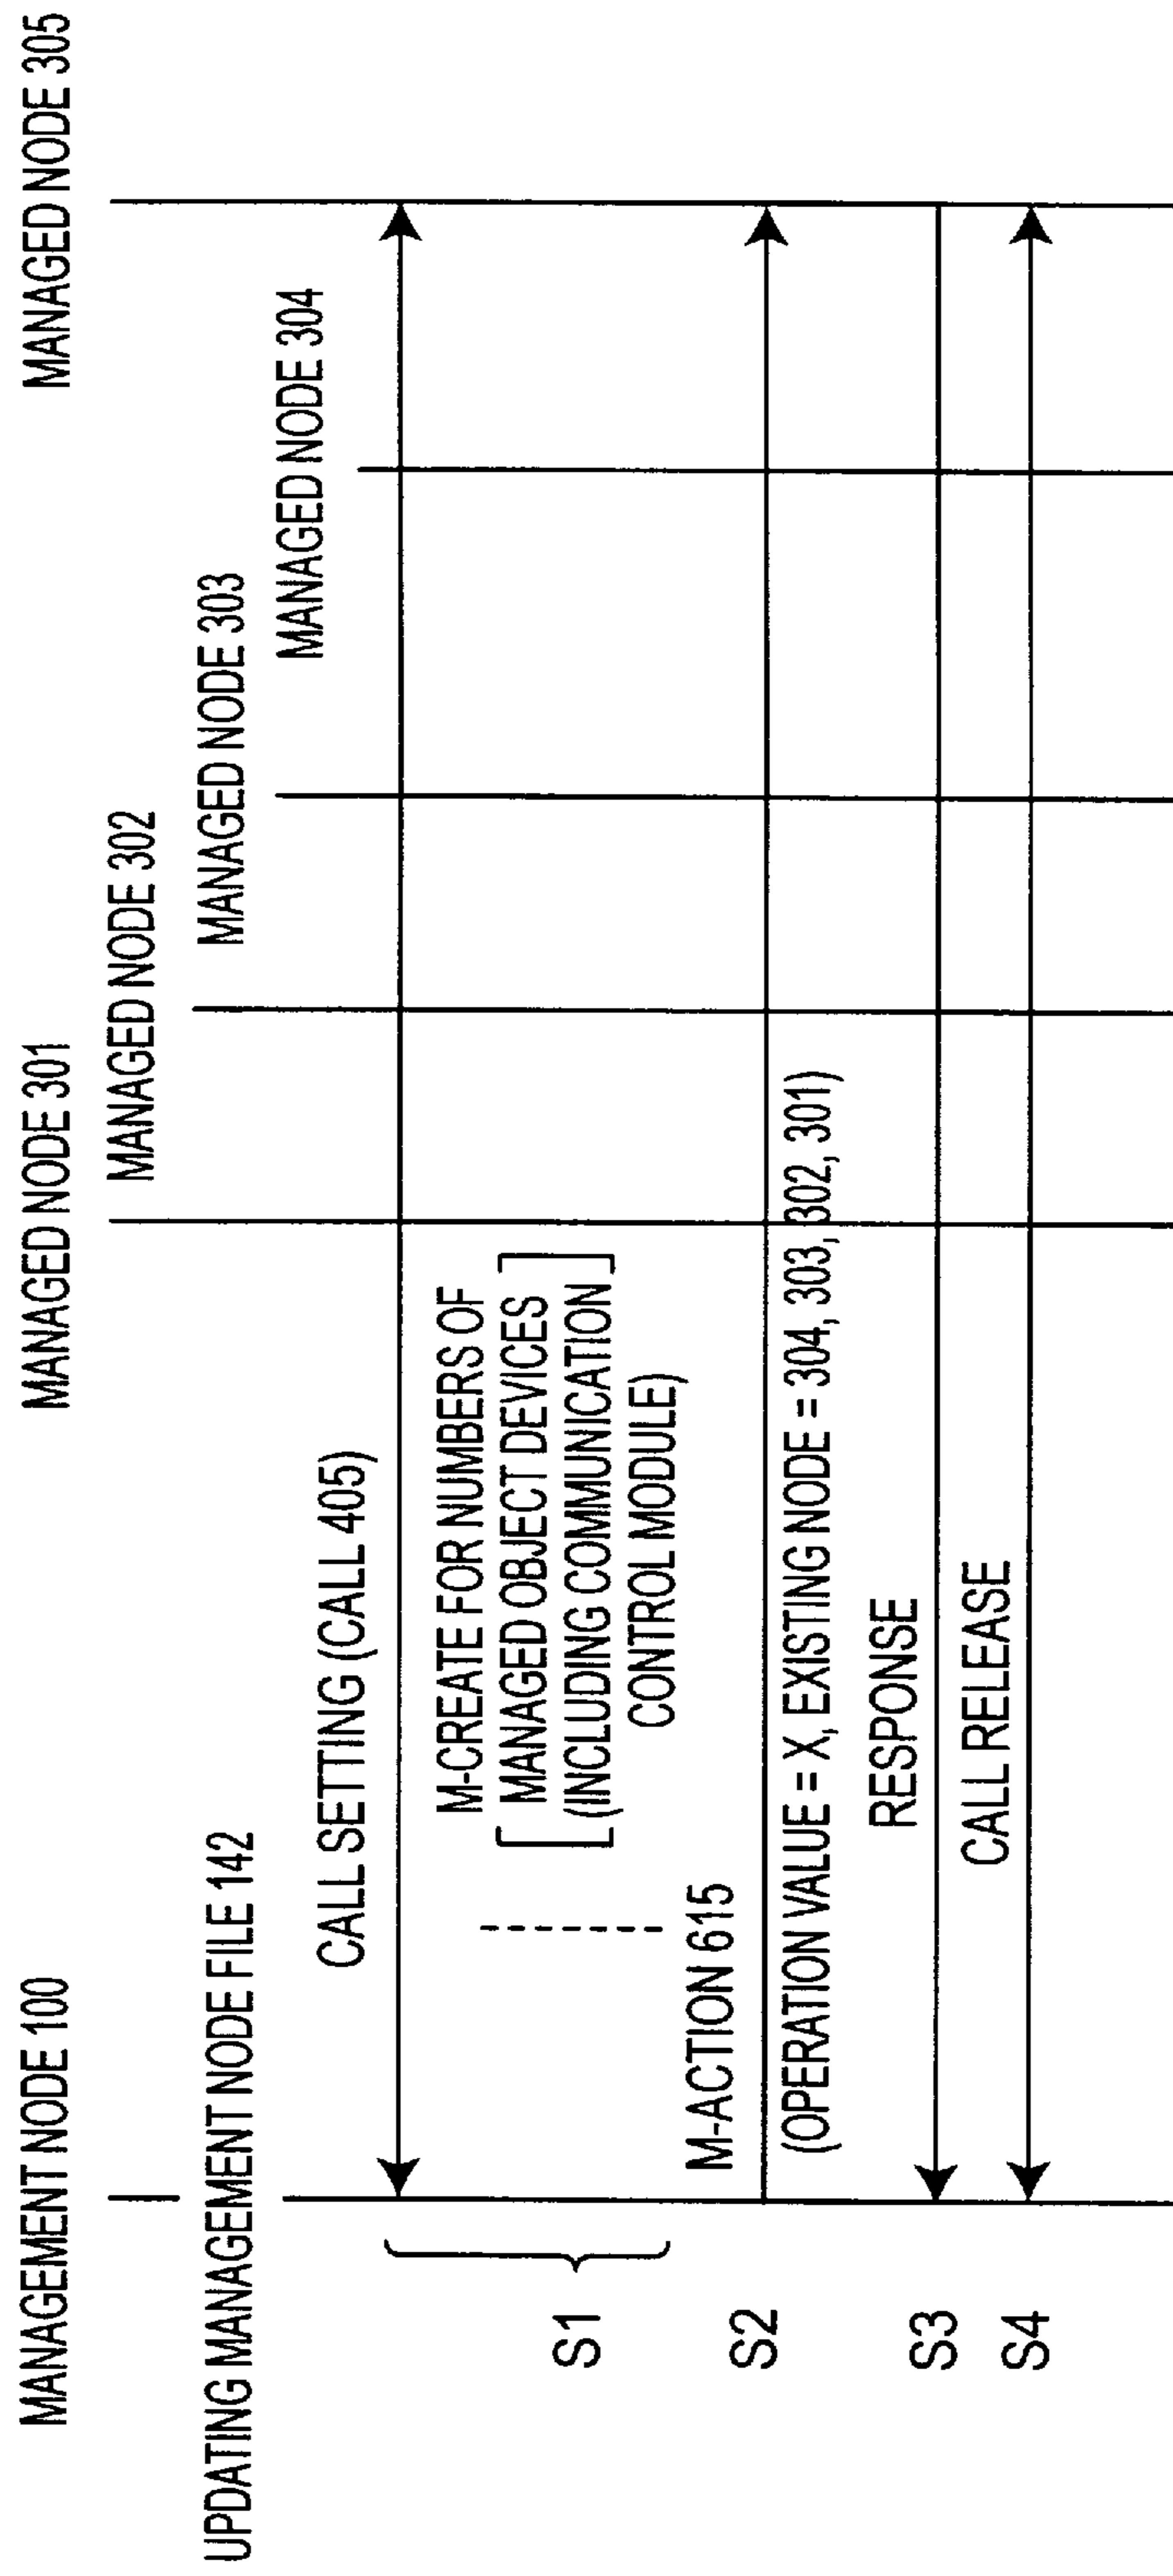 MANAGEMENT NODE 100
MANAGED NODE 301
MANAGED NODE 305
MANAGED NODE 302
UPDATING MANAGEMENT NODE FILE 142
MANAGED NODE 303
MANAGED NODE 304
CALL SETTING (CALL 405)
M-CREATE FOR NUMBERS OF
MANAGED OBJECT DEVICES
(INCLUDING COMMUNICATION
CONTROL MODULE)
S1
M-ACTION 615
S2
(OPERATION VALUE = X, EXISTING NODE = 304, 303, 302, 301)
RESPONSE
S3
CALL RELEASE
S4